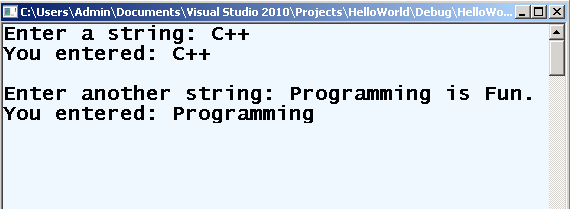 C:\Users\Admin\Documents\Visual Studio 2010\Projects\HelloWorld\Debug\HelloWo...
Enter a string: C++
You entered: C++
Enter another string: Programming is Fun.
You entered: Programming